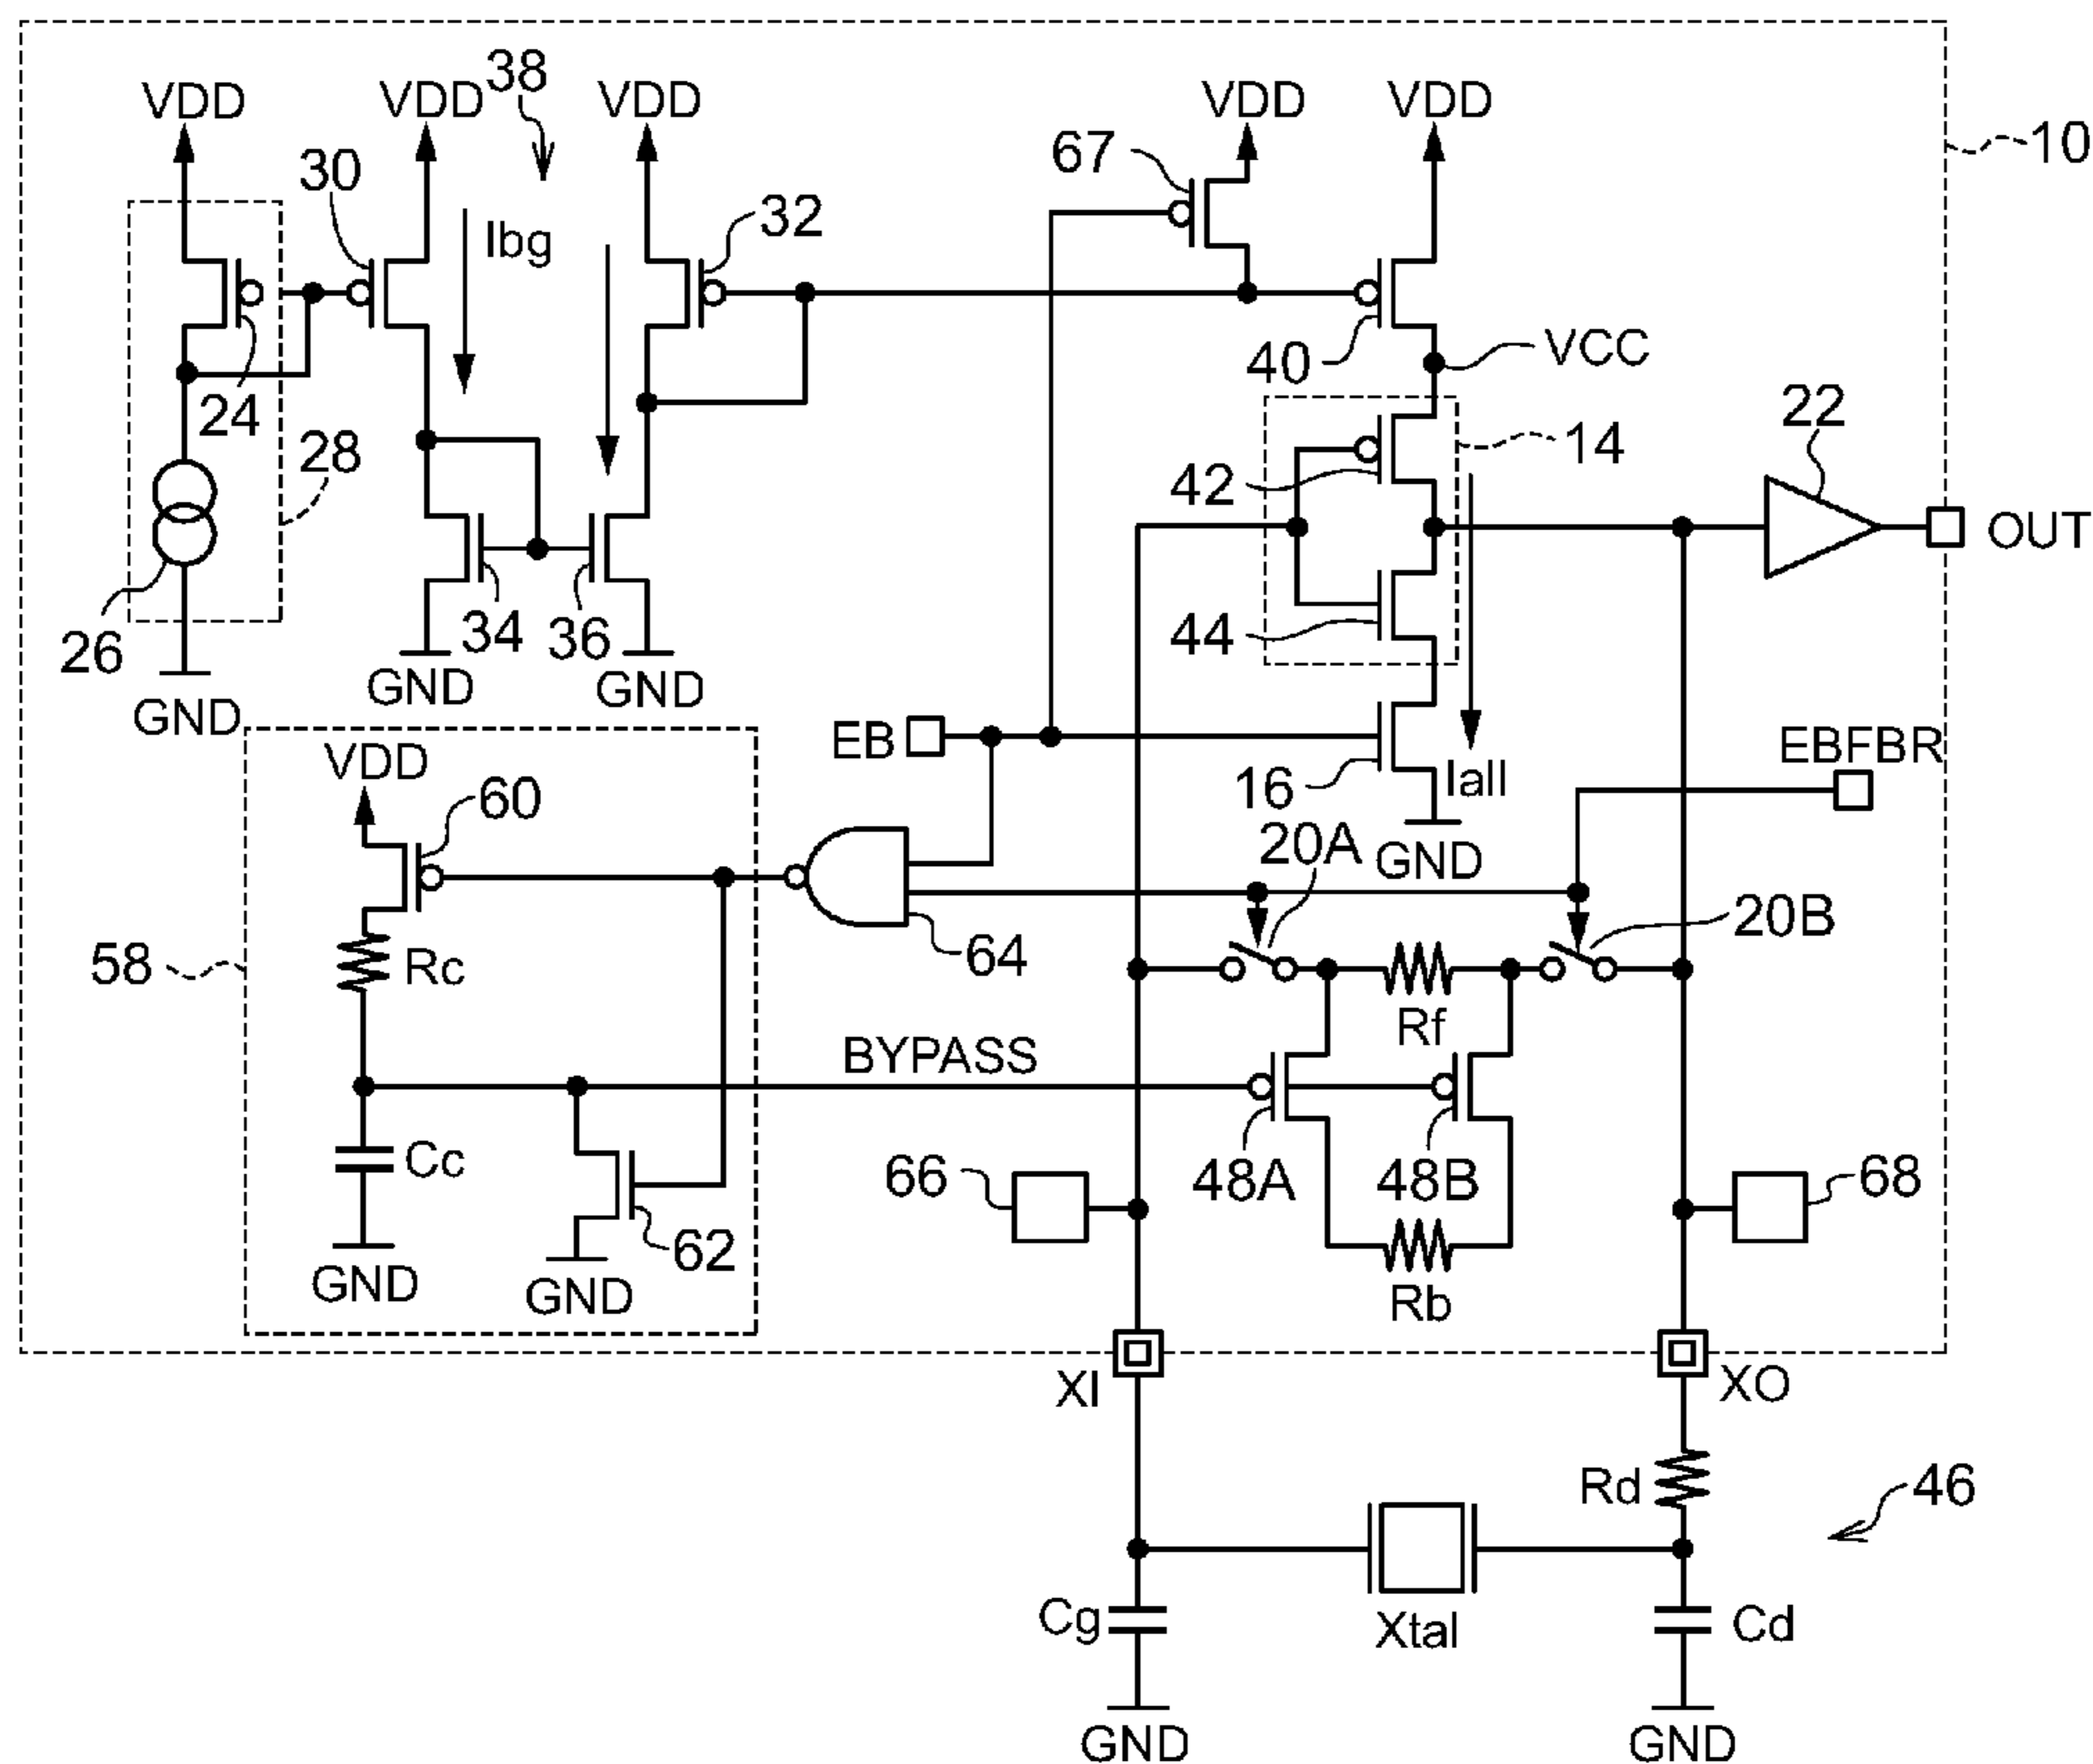 38
VDD
VDD
VDD
VDD
VDD
10
67
30
Ibg
32
40
VCC
24
28
14
22
42
OUT
26
34
36
44
GND
GND
GND
EB
EBFBR
VDD
60
16
Iall
20A
GND
20B
58
Rc
64
Rf
BYPASS
Cc
66
48A
48B
68
62
GND
GND
Rb
XI
XO
Rd
46
Cg
Xtal
Cd
GND
GND